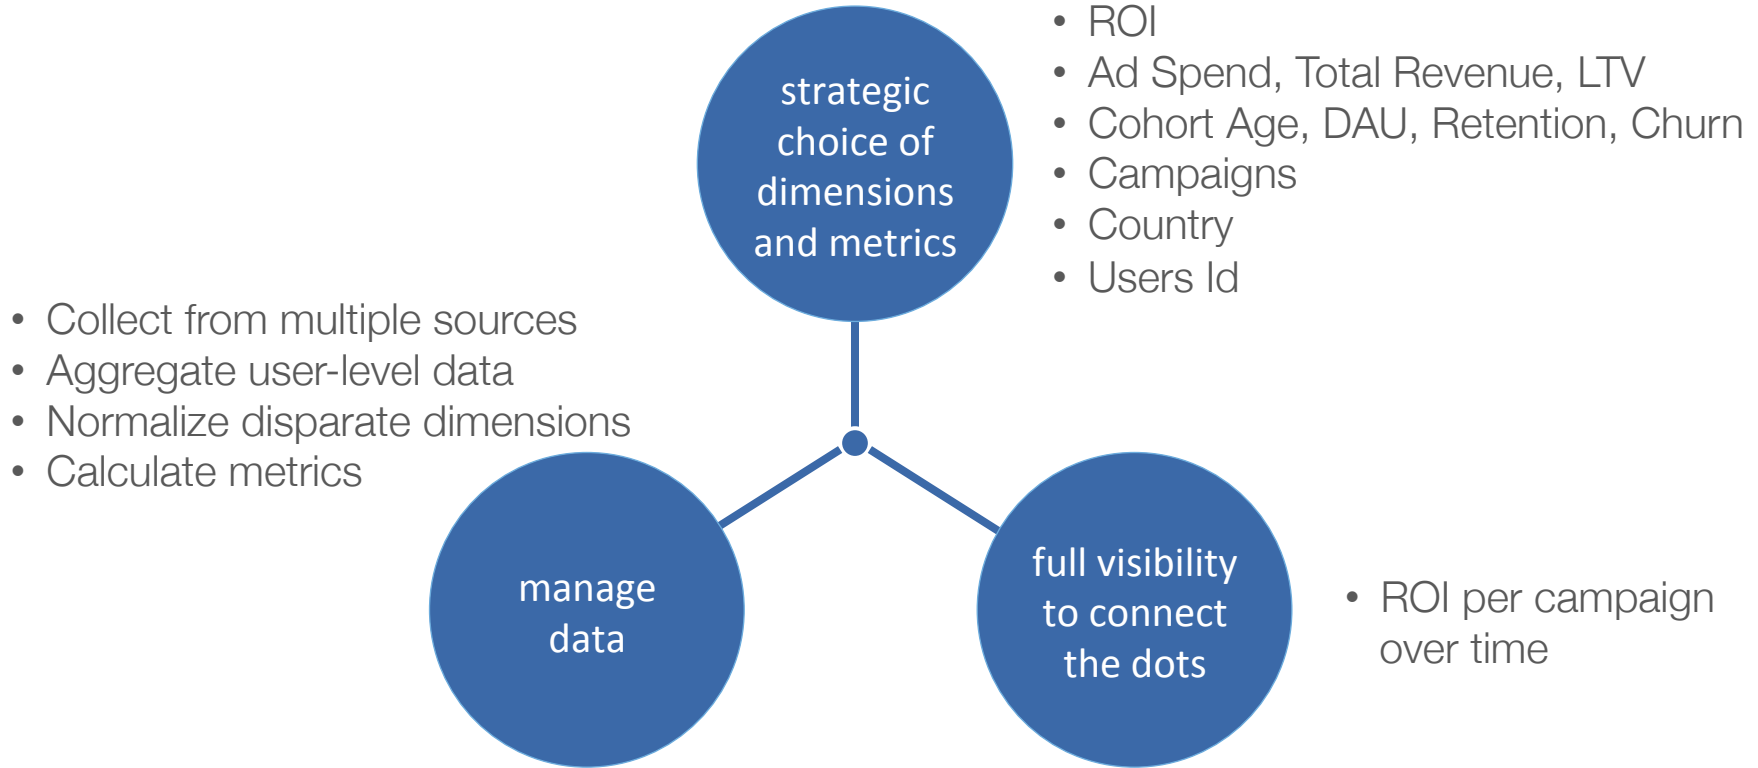 strategic
choice of
dimensions
and metrics
• ROI
• Ad Spend, Total Revenue, LTV
• Cohort Age, DAU, Retention, Churn
• Campaigns
• Country
• Users Id
• Collect from multiple sources
• Aggregate user-level data
• Normalize disparate dimensions
• Calculate metrics
manage
data
full visibility
to connect
the dots
• ROI per campaign
over time